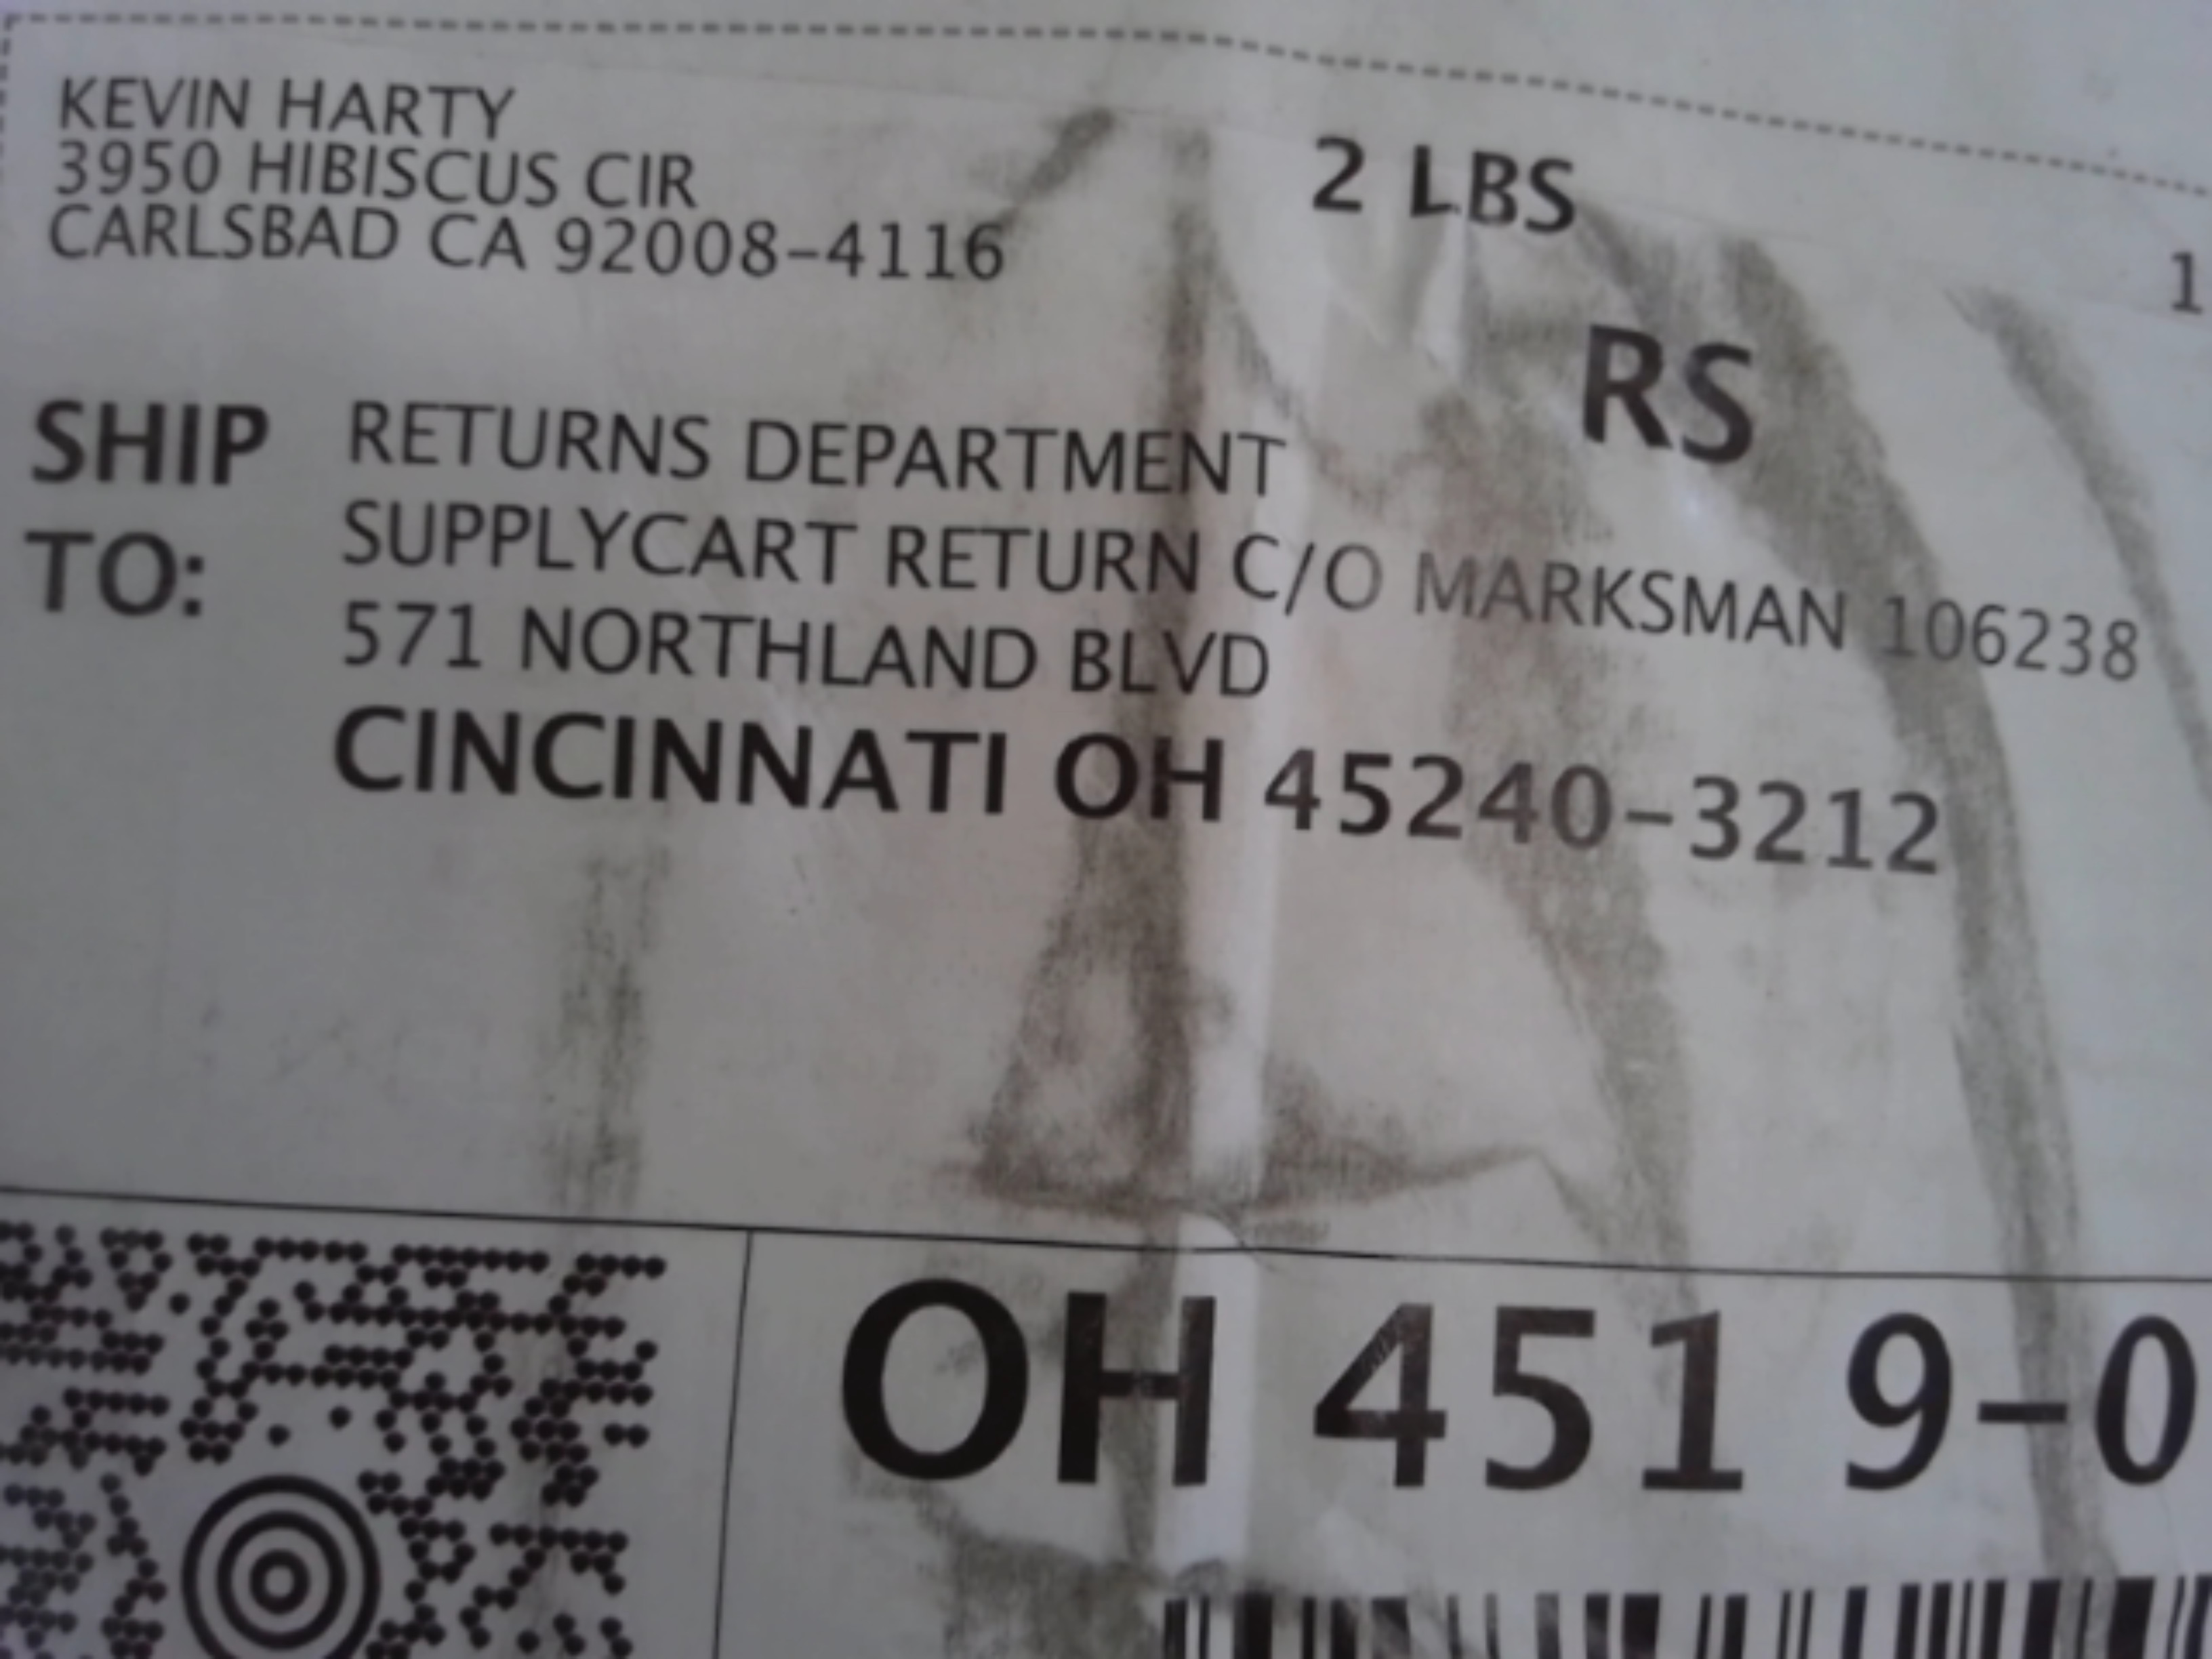 KEVIN HARTY
3950 HIBISCUS CIR
CARLSBAD CA 92008-4116
2 LBS
1
RS
SHIP TO:
RETURNS DEPARTMENT
SUPPLYCART RETURN C/O MARKSMAN 106238
571 NORTHLAND BLVD
CINCINNATI OH 45240-3212
OH 451 9-0